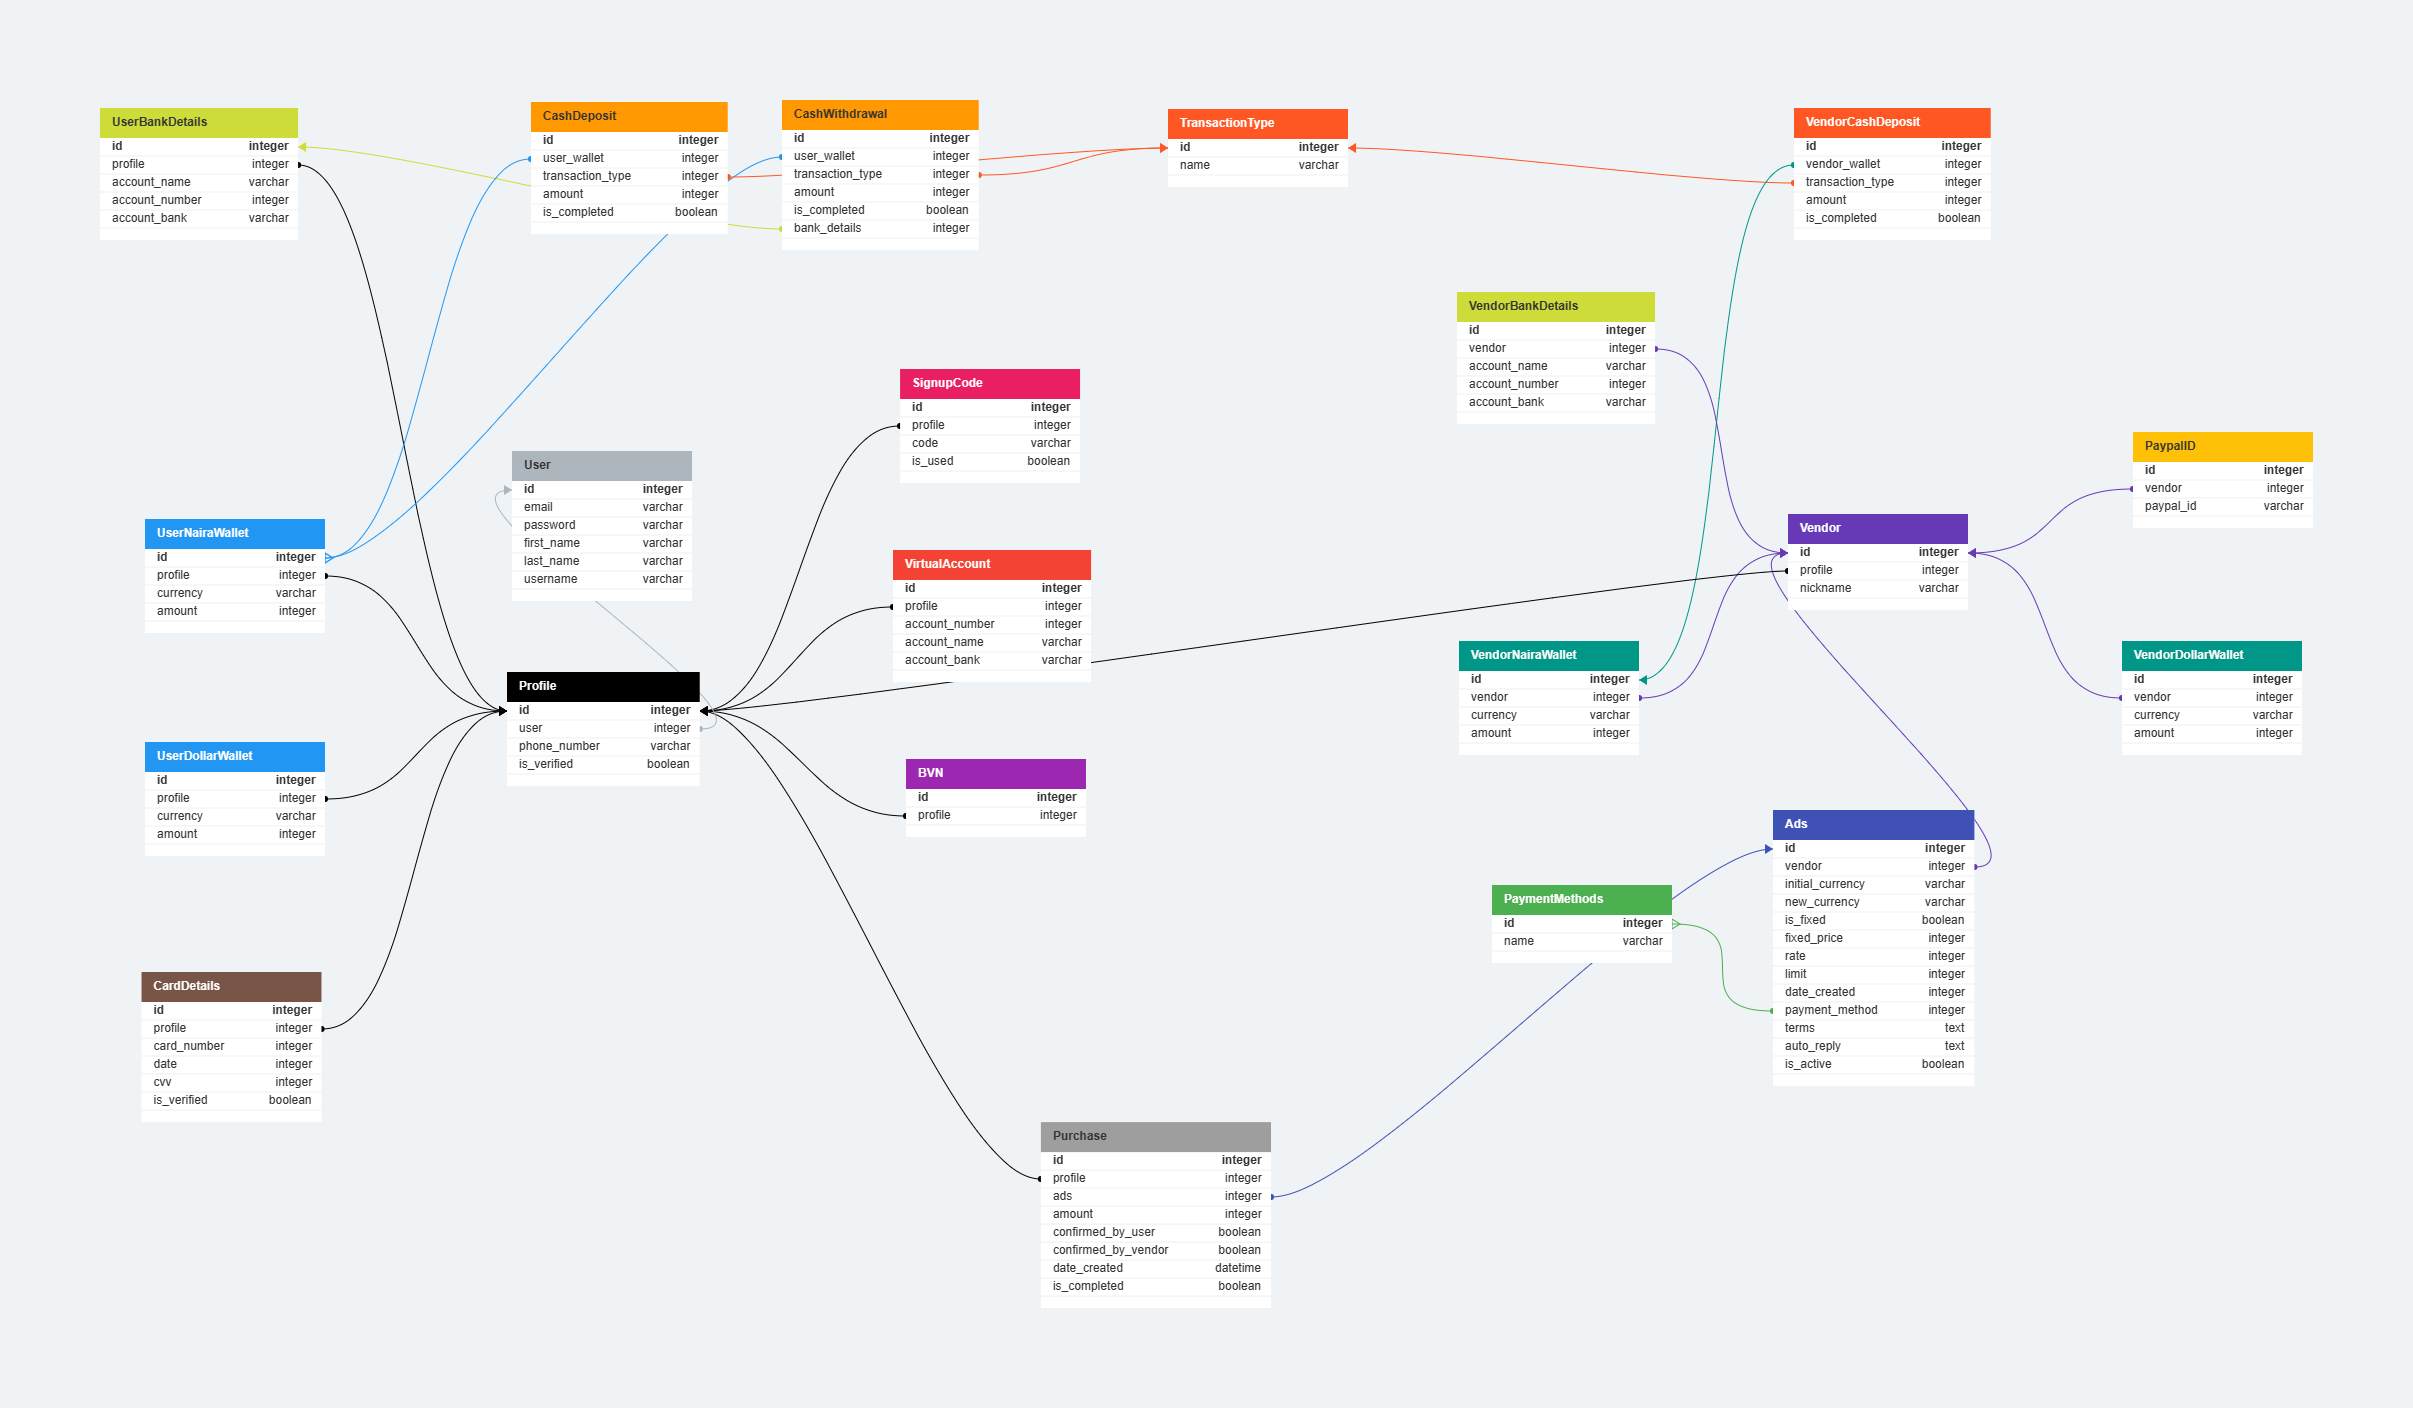 UserBankDetails
id integer
profile integer
account_name varchar
account_number integer
account_bank varchar
CashDeposit
id integer
user_wallet integer
transaction_type integer
amount integer
is_completed boolean
CashWithdrawal
id integer
user_wallet integer
transaction_type integer
amount integer
is_completed boolean
bank_details integer
TransactionType
id integer
name varchar
VendorCashDeposit
id integer
vendor_wallet integer
transaction_type integer
amount integer
is_completed boolean
VendorBankDetails
id integer
vendor integer
account_name varchar
account_number integer
account_bank varchar
SignupCode
id integer
profile integer
code varchar
is_used boolean
User
id integer
email varchar
password varchar
first_name varchar
last_name varchar
username varchar
PaypalID
id integer
vendor integer
paypal_id varchar
UserNairaWallet
id integer
profile integer
currency varchar
amount integer
VirtualAccount
id integer
profile integer
account_number integer
account_name varchar
account_bank varchar
Vendor
id integer
profile integer
nickname varchar
VendorNairaWallet
id integer
vendor integer
currency varchar
amount integer
VendorDollarWallet
id integer
vendor integer
currency varchar
amount integer
Profile
id integer
user integer
phone_number varchar
is_verified boolean
UserDollarWallet
id integer
profile integer
currency varchar
amount integer
BVN
id integer
profile integer
Ads
id integer
vendor integer
initial_currency varchar
new_currency varchar
is_fixed boolean
fixed_price integer
rate integer
limit integer
date_created integer
payment_method integer
terms text
auto_reply text
is_active boolean
PaymentMethods
id integer
name varchar
CardDetails
id integer
profile integer
card_number integer
date integer
cvv integer
is_verified boolean
Purchase
id integer
profile integer
ads integer
amount integer
confirmed_by_user boolean
confirmed_by_vendor boolean
date_created datetime
is_completed boolean